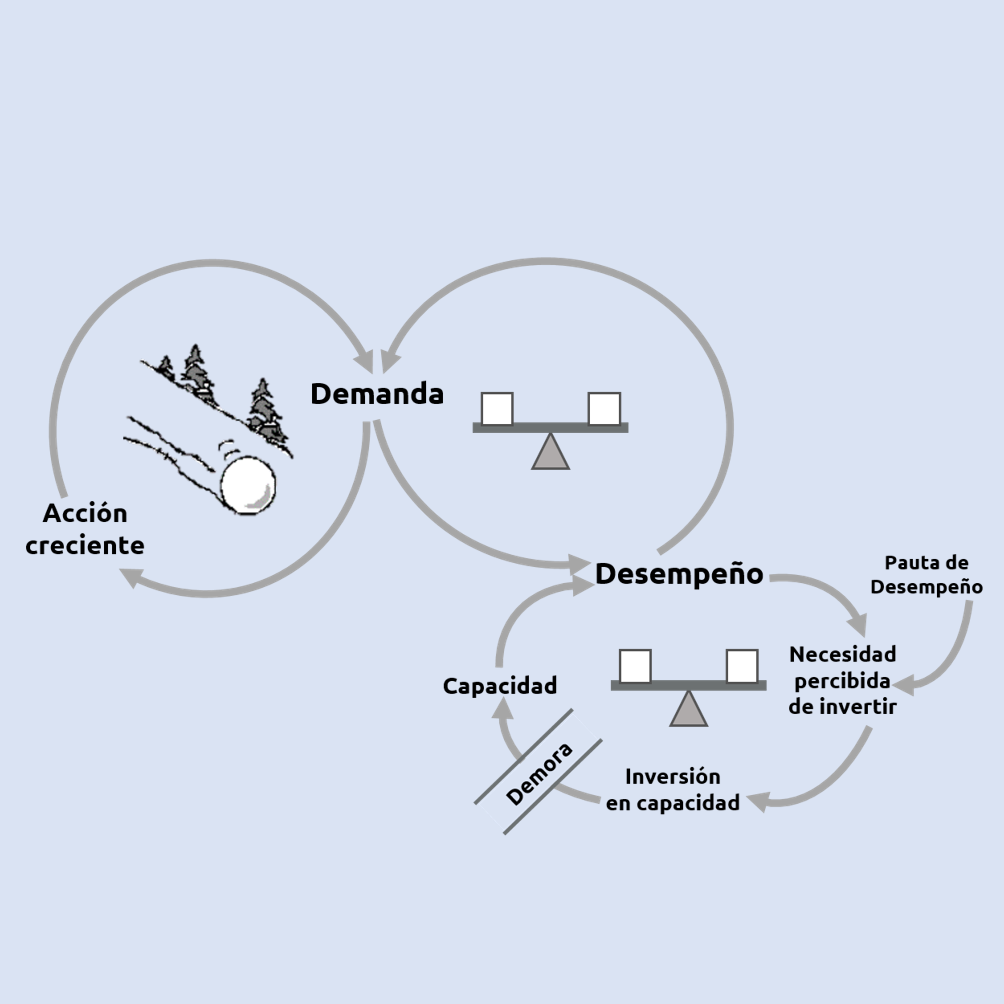 Demanda
Acción
creciente
Desempeño
Pauta de
Desempeño
Necesidad
percibida
de invertir
Capacidad
Demora
Inversión
en capacidad